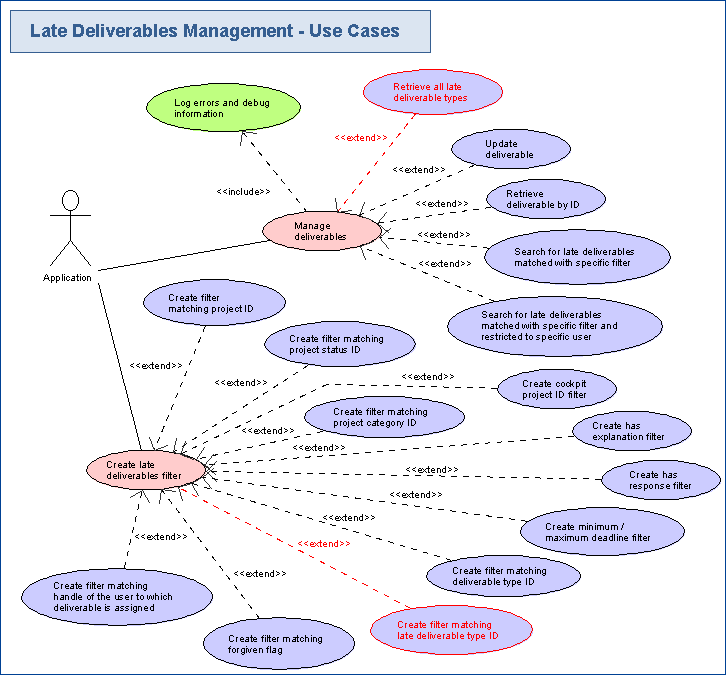 Late Deliverables Management - Use Cases
Retrieve all late
deliverable types
Log errors and debug
information
<<extend>>
Update
deliverable
<<extend>>
<<include>>
Retrieve
deliverable by ID
<<extend>>
Manage
deliverables
<<extend>>
Search for late deliverables
matched with specific filter
<<extend>>
Application
Create filter
matching project ID
Search for late deliverables
matched with specific filter and
restricted to specific user
Create filter matching
project status ID
<<extend>>
<<extend>>
<<extend>>
Create cockpit
project ID filter
Create filter matching
project category ID
<<extend>>
Create has
explanation filter
<<extend>>
Create late
deliverables filter
<<extend>>
Create has
response filter
<<extend>>
<<extend>>
Create minimum /
maximum deadline filter
<<extend>>
<<extend>>
<<extend>>
Create filter matching
deliverable type ID
Create filter matching
handle of the user to which
deliverable is assigned
Create filter matching
forgiven flag
Create filter matching
late deliverable type ID